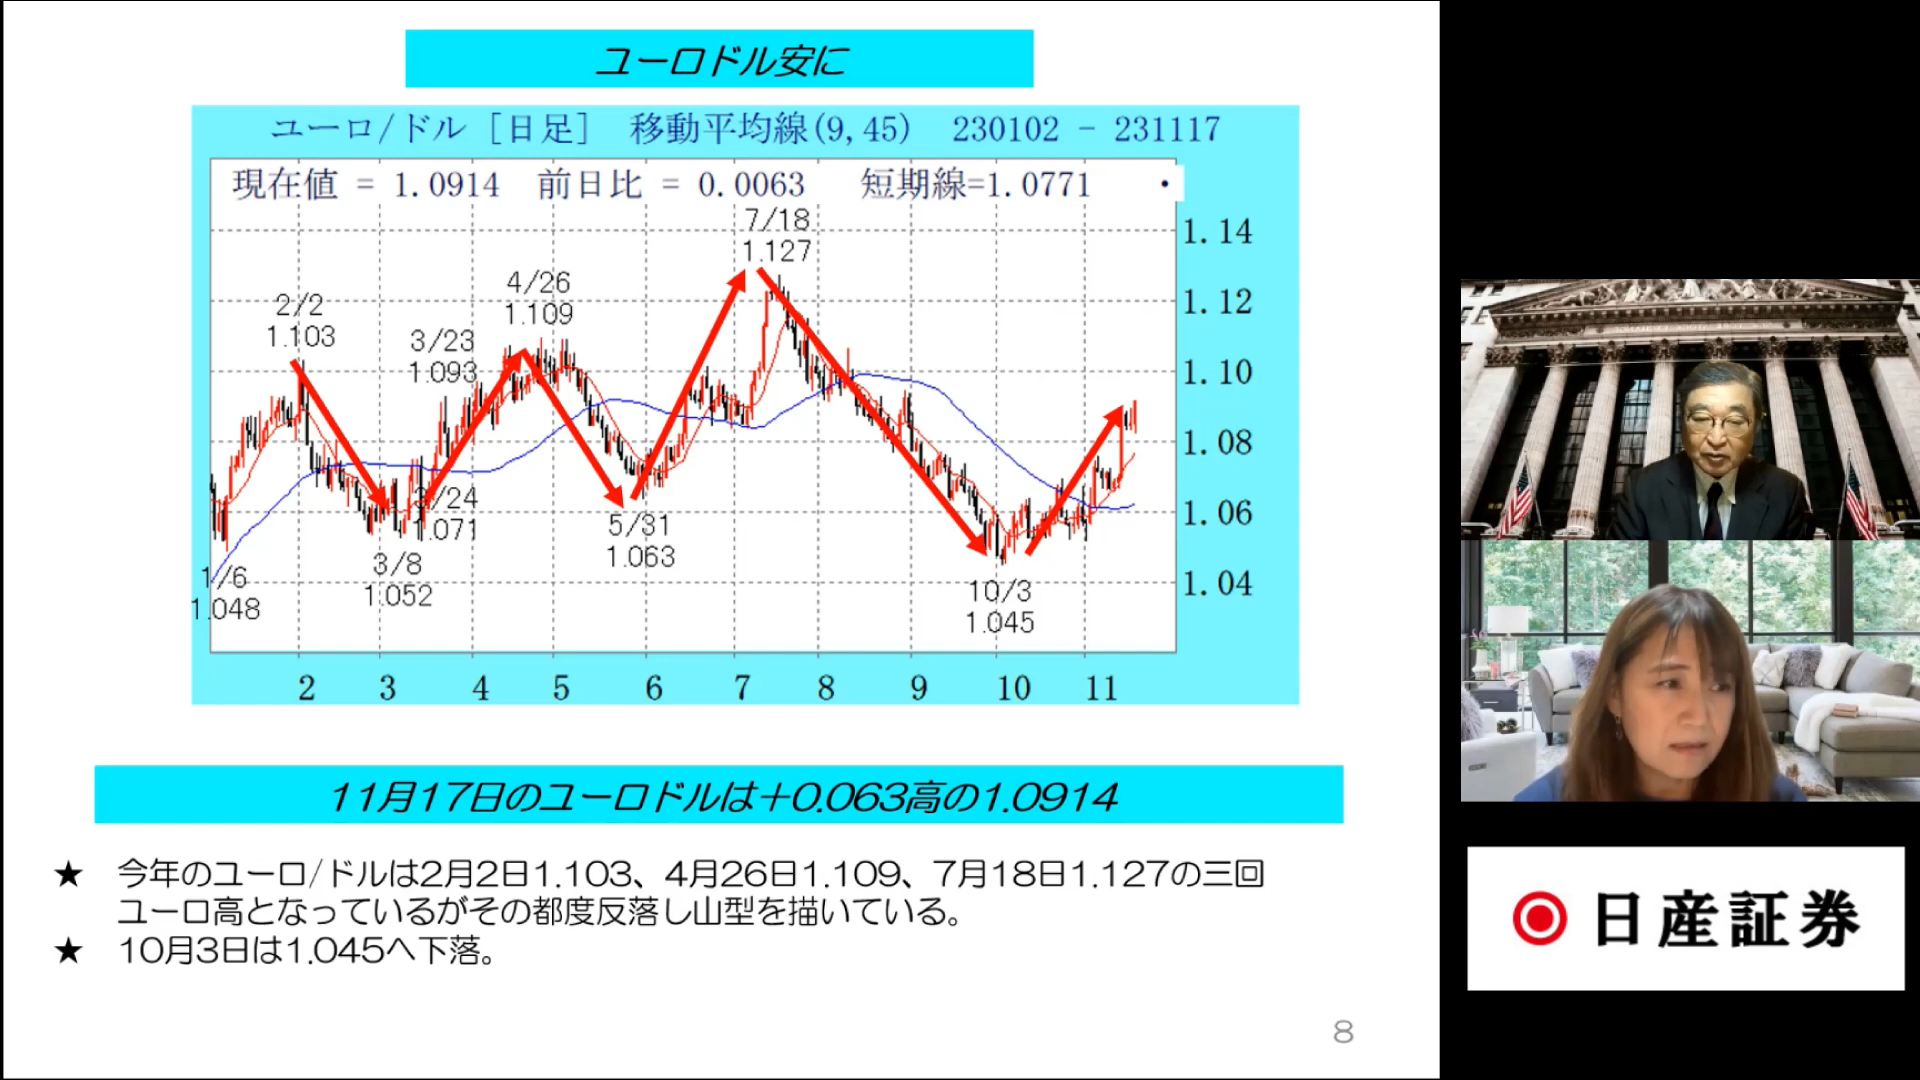 ユーロドル安に
ユーロ/ドル [日足] 移動平均線(9,45) 230102 - 231117
現在値 = 1.0914 前日比 = 0.0063 短期線=1.0771 ・
7/18
1.127
1.14
4/26
1.109
2/2
1.103
1.12
3/23
1.093
1.10
1.08
3/24
1.071
5/31
1.063
1.06
3/8
1.052
1/6
1.048
10/3
1.045
1.04
2 3 4 5 6 7 8 9 10 11
11月17日のユーロドルは+0.063高の1.0914
★ 今年のユーロ/ドルは2月2日1.103、4月26日1.109、7月18日1.127の三回
ユーロ高となっているがその都度反落し山型を描いている。
★ 10月3日は1.045へ下落。
8
日産証券